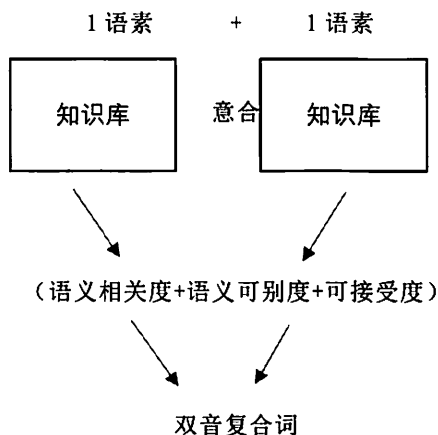 1 语素 + 1 语素
知识库 意合 知识库
（语义相关度+语义可别度+可接受度）
双音复合词